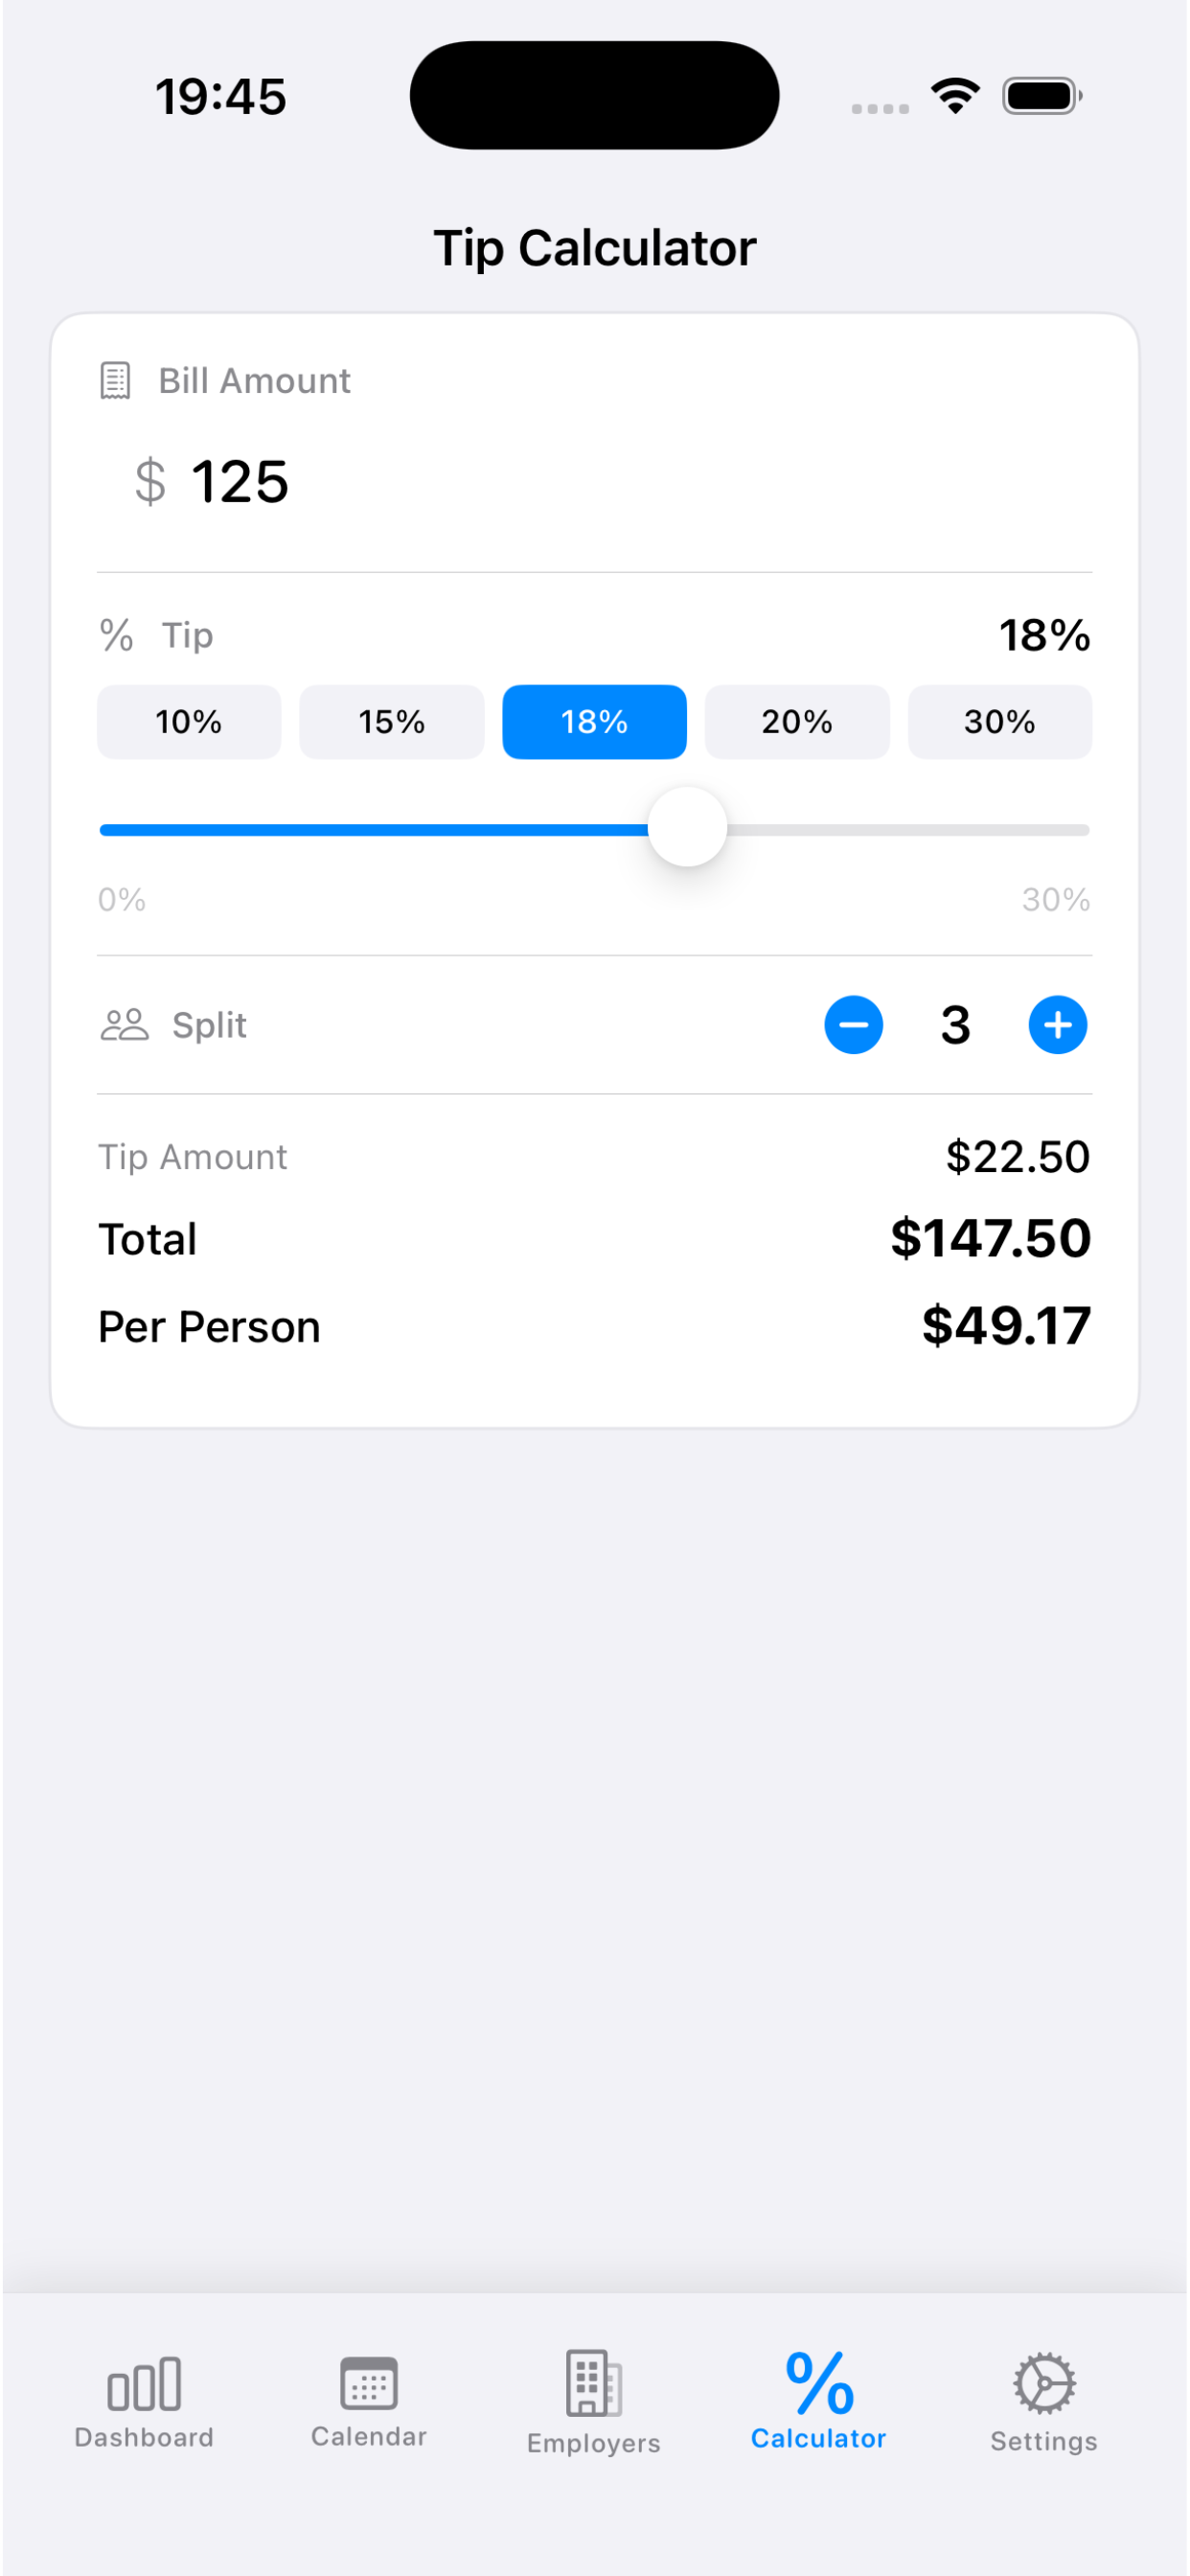 19:45
Tip Calculator
Bill Amount
$ 125
% Tip 18%
10% 15% 18% 20% 30%
0% 30%
Split 3
Tip Amount $22.50
Total $147.50
Per Person $49.17
Dashboard Calendar Employers Calculator Settings